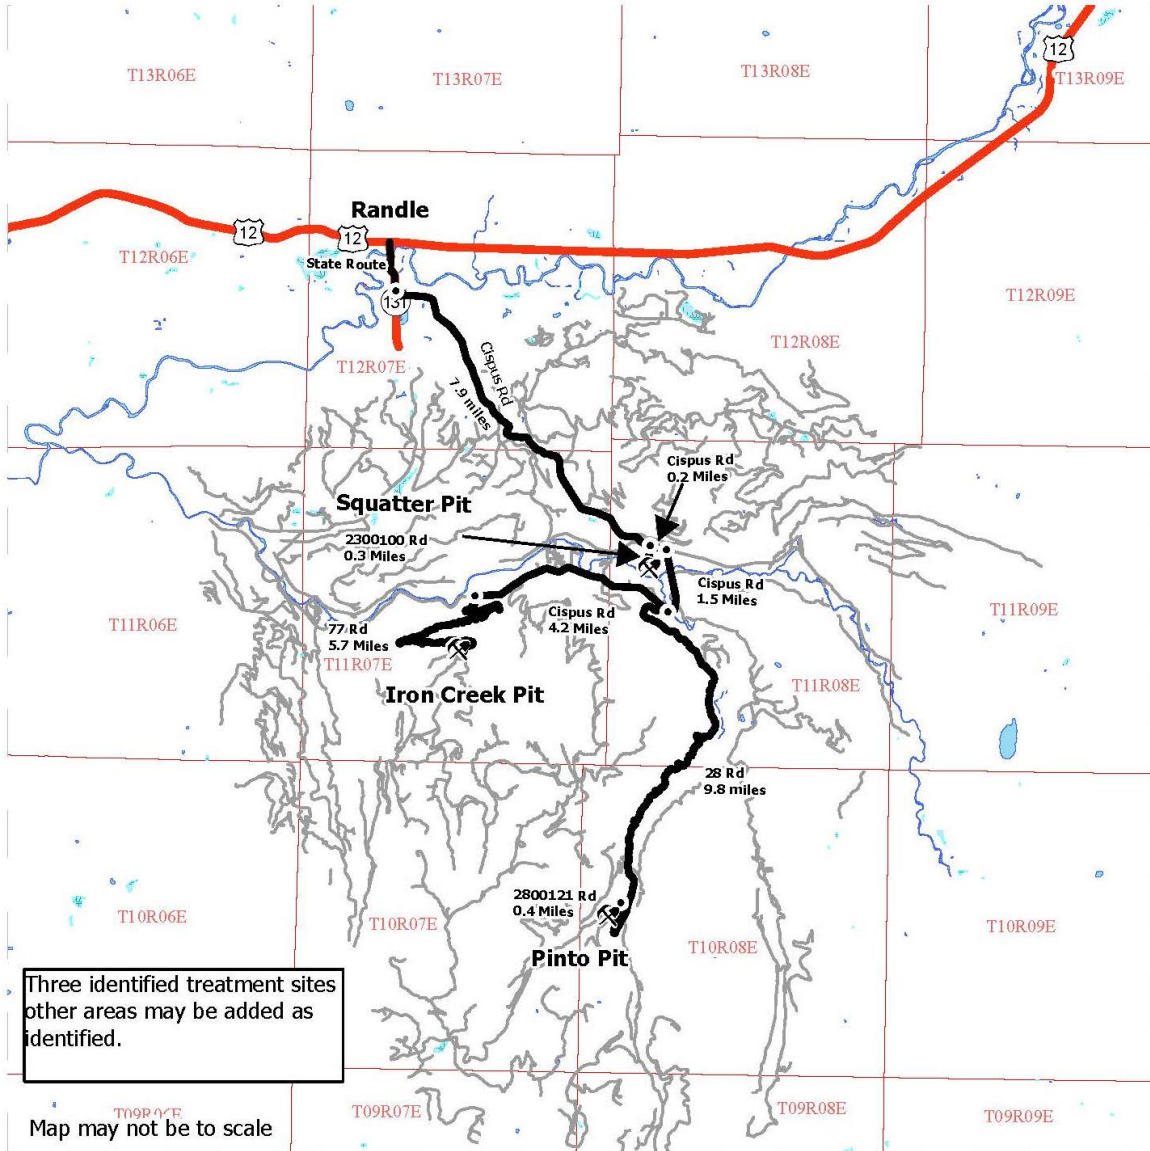 12
T13R06E
T13R07E
T13R08E
T13R09E
Randle
12
12
T12R06E
State Route
131
T12R09E
T12R07E
Cispus Rd
7.9 miles
T12R08E
Cispus Rd
0.2 Miles
Squatter Pit
2300100 Rd
0.3 Miles
Cispus Rd
1.5 Miles
Cispus Rd
4.2 Miles
T11R06E
77 Rd
5.7 Miles
T11R07E
T11R09E
Iron Creek Pit
T11R08E
28 Rd
9.8 miles
2800121 Rd
0.4 Miles
T10R06E
T10R07E
T10R08E
T10R09E
Pinto Pit
Three identified treatment sites
other areas may be added as
identified.
T09R07E
T09R08E
T09R09E
Map may not be to scale